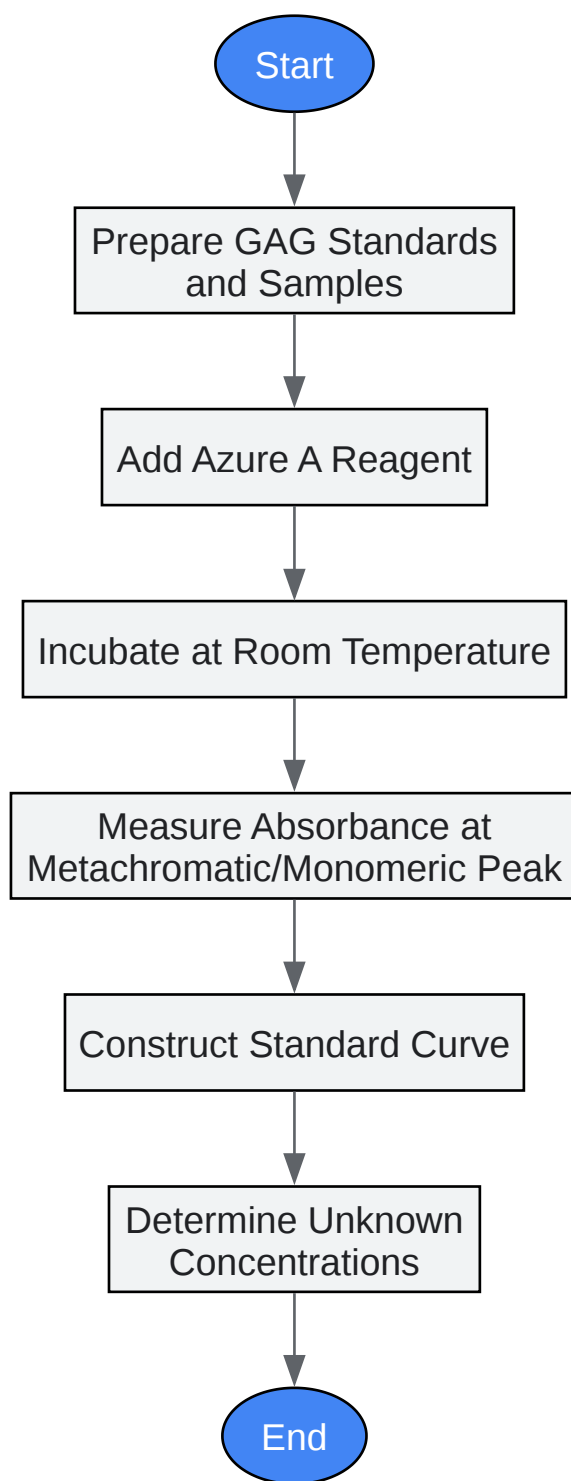 Start
Prepare GAG Standards
and Samples
Add Azure A Reagent
Incubate at Room Temperature
Measure Absorbance at
Metachromatic/Monomeric Peak
Construct Standard Curve
Determine Unknown
Concentrations
End